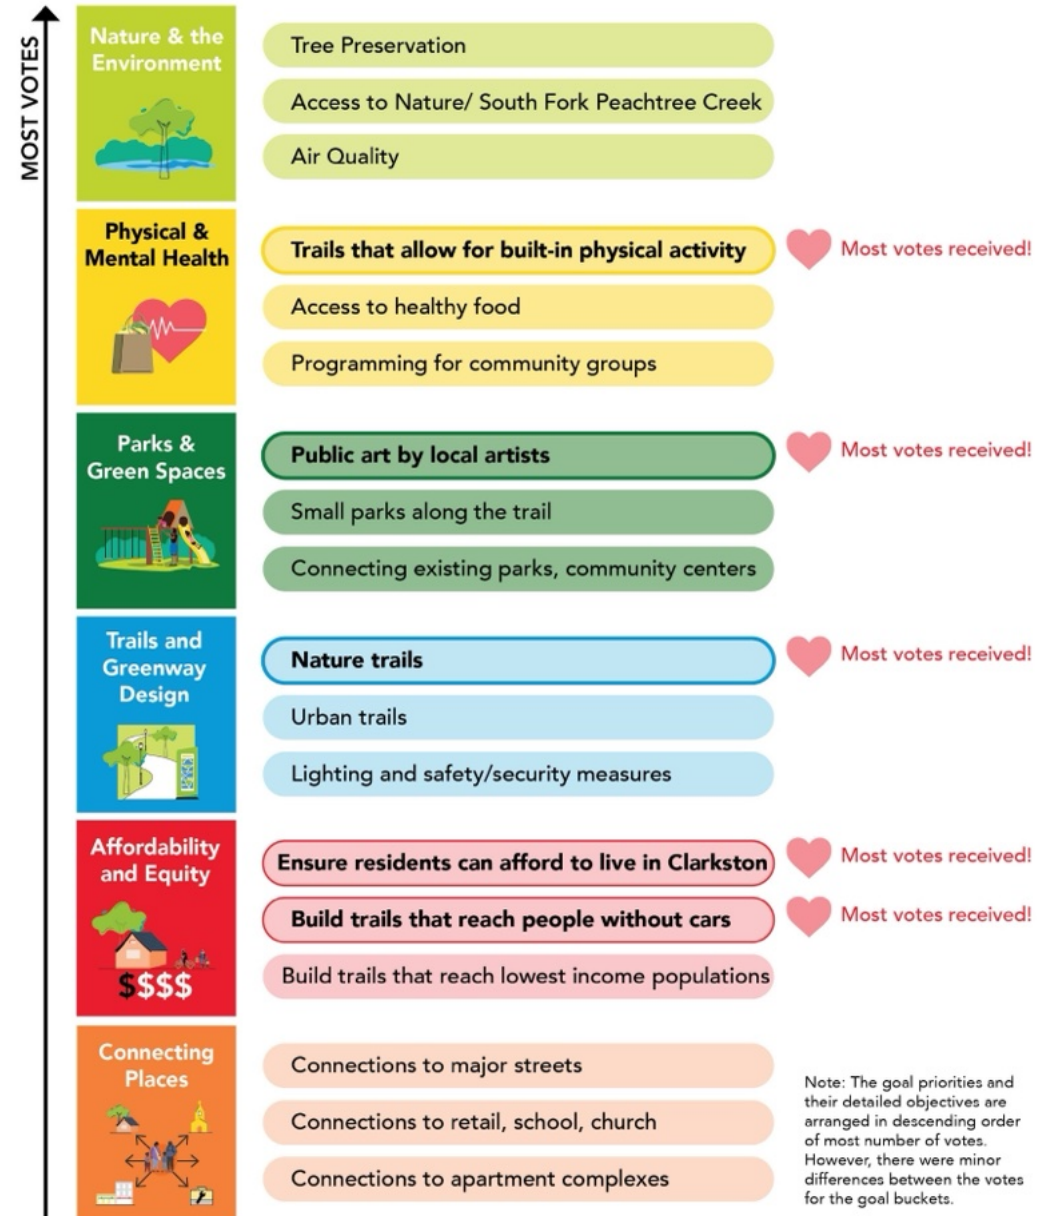 MOST VOTES
Nature & the
Environment
Tree Preservation
Access to Nature/ South Fork Peachtree Creek
Air Quality
Physical &
Mental Health
Trails that allow for built-in physical activity
Most votes received!
Access to healthy food
Programming for community groups
Parks &
Green Spaces
Public art by local artists
Most votes received!
Small parks along the trail
Connecting existing parks, community centers
Trails and
Greenway
Design
Nature trails
Most votes received!
Urban trails
Lighting and safety/security measures
Affordability
and Equity
$$$$
Ensure residents can afford to live in Clarkston
Most votes received!
Build trails that reach people without cars
Most votes received!
Build trails that reach lowest income populations
Connecting
Places
Connections to major streets
Connections to retail, school, church
Connections to apartment complexes
Note: The goal priorities and
their detailed objectives are
arranged in descending order
of most number of votes.
However, there were minor
differences between the votes
for the goal buckets.